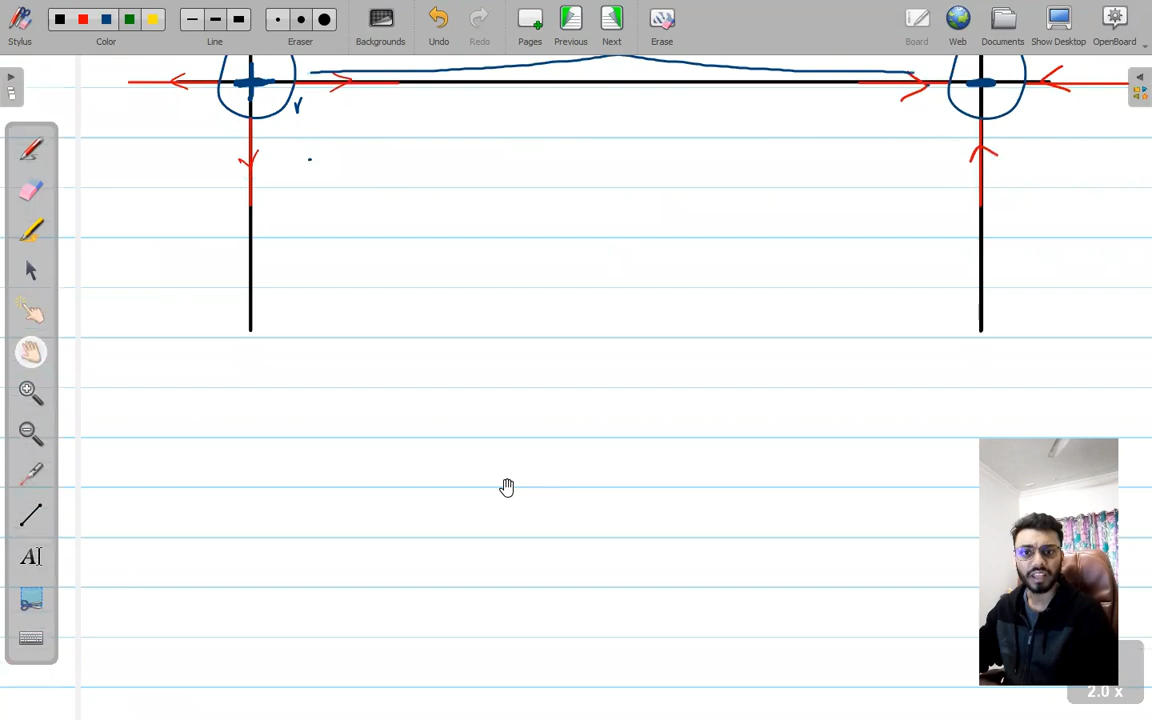 Stylus
Color
Line
Eraser
Backgrounds
Undo
Redo
Pages
Previous
Next
Erase
Board
Web
Documents
Show Desktop
OpenBoard
r
A
2.0 x